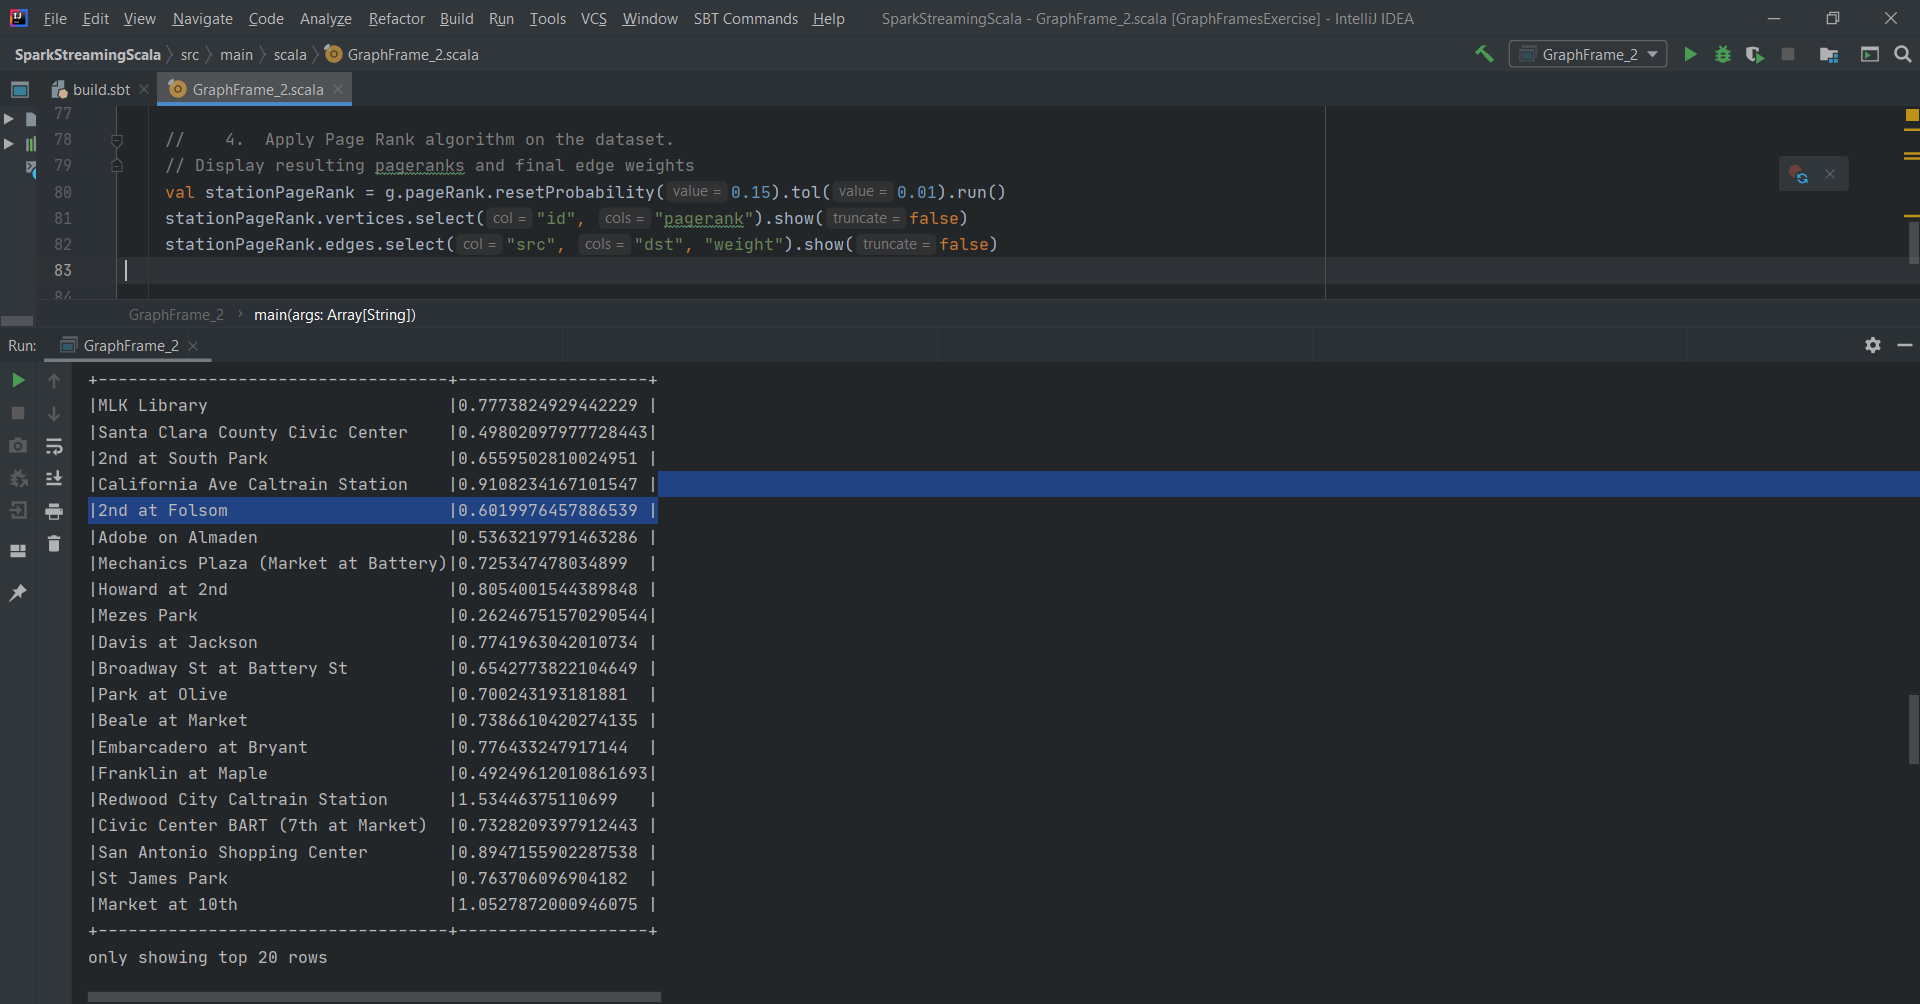 File Edit View Navigate Code Analyze Refactor Build Run Tools VCS Window SBT Commands Help SparkStreamingScala - GraphFrame_2.scala [GraphFramesExercise] - IntelliJ IDEA
SparkStreamingScala src main scala GraphFrame_2.scala GraphFrame_2
build.sbt GraphFrame_2.scala
77
78 // 4. Apply Page Rank algorithm on the dataset.
79 // Display resulting pageranks and final edge weights
80 val stationPageRank = g.pageRank.resetProbability( value = 0.15).tol( value = 0.01).run()
81 stationPageRank.vertices.select( col = "id", cols = "pagerank").show( truncate = false)
82 stationPageRank.edges.select( col = "src", cols = "dst", "weight").show( truncate = false)
83
84
GraphFrame_2 › main(args: Array[String])
Run: GraphFrame_2
+-----------------------------------+-------------------+
|MLK Library |0.7773824929442229 |
|Santa Clara County Civic Center |0.49802097977728443|
|2nd at South Park |0.6559502810024951 |
|California Ave Caltrain Station |0.9108234167101547 |
|2nd at Folsom |0.6019976457886539 |
|Adobe on Almaden |0.5363219791463286 |
|Mechanics Plaza (Market at Battery)|0.725347478034899 |
|Howard at 2nd |0.8054001544389848 |
|Mezes Park |0.26246751570290544|
|Davis at Jackson |0.7741963042010734 |
|Broadway St at Battery St |0.6542773822104649 |
|Park at Olive |0.700243193181881 |
|Beale at Market |0.7386610420274135 |
|Embarcadero at Bryant |0.776433247917144 |
|Franklin at Maple |0.49249612010861693|
|Redwood City Caltrain Station |1.53446375110699 |
|Civic Center BART (7th at Market) |0.7328209397912443 |
|San Antonio Shopping Center |0.8947155902287538 |
|St James Park |0.763706096904182 |
|Market at 10th |1.0527872000946075 |
+-----------------------------------+-------------------+
only showing top 20 rows